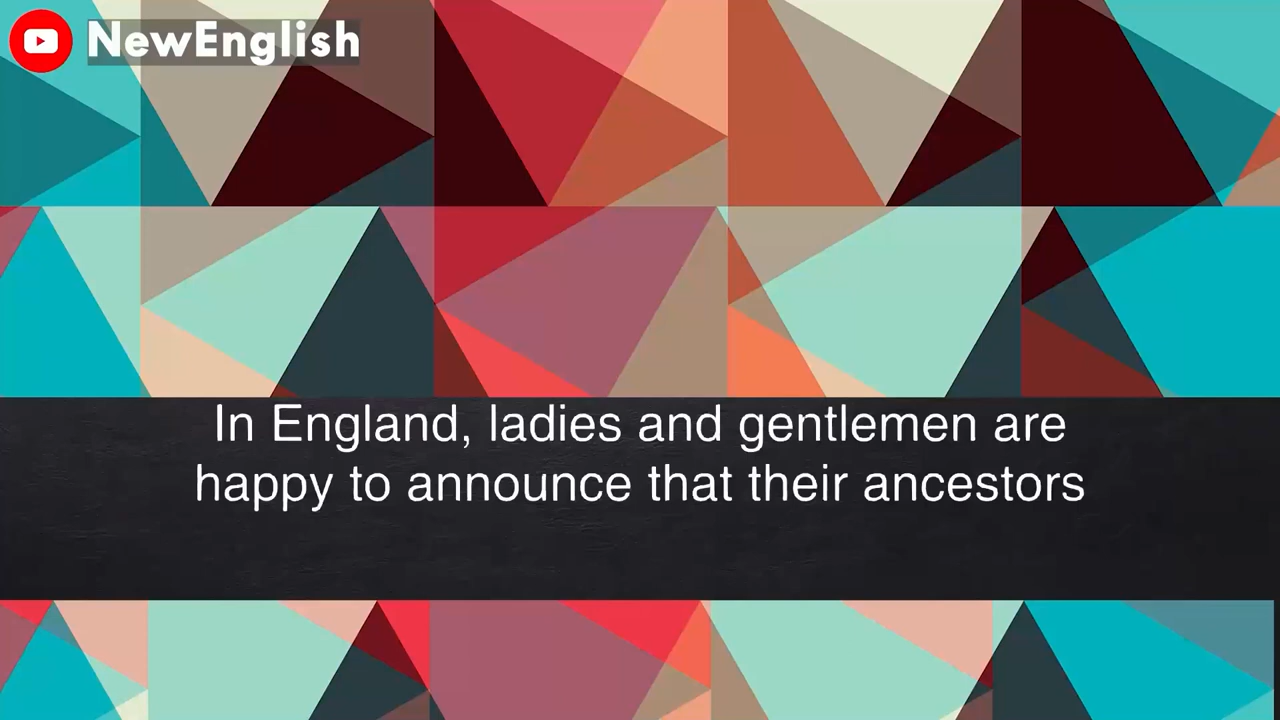 NewEnglish
In England, ladies and gentlemen are
happy to announce that their ancestors